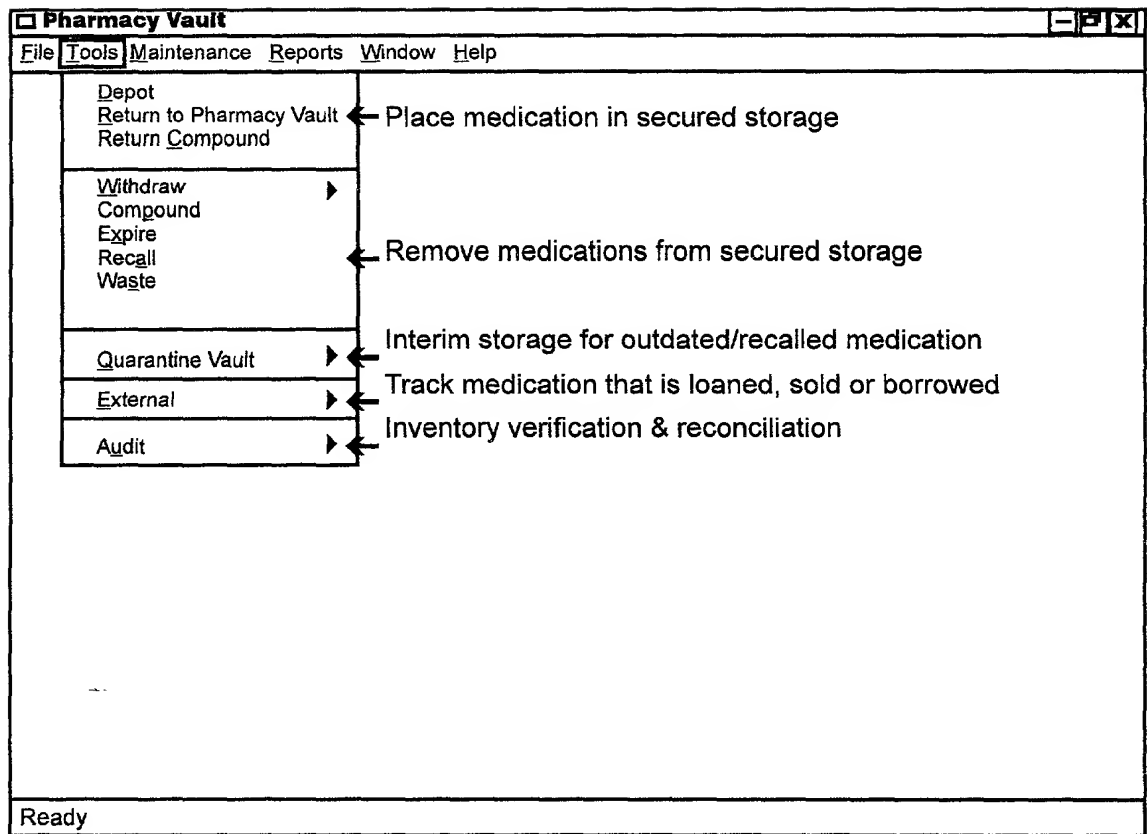 Pharmacy Vault
File Tools Maintenance Reports Window Help
Depot
Return to Pharmacy Vault
Place medication in secured storage
Return Compound
Withdraw
Compound
Expire
Recall
Remove medications from secured storage
Waste
Interim storage for outdated/recalled medication
Quarantine Vault
Track medication that is loaned, sold or borrowed
External
Inventory verification & reconciliation
Audit
Ready